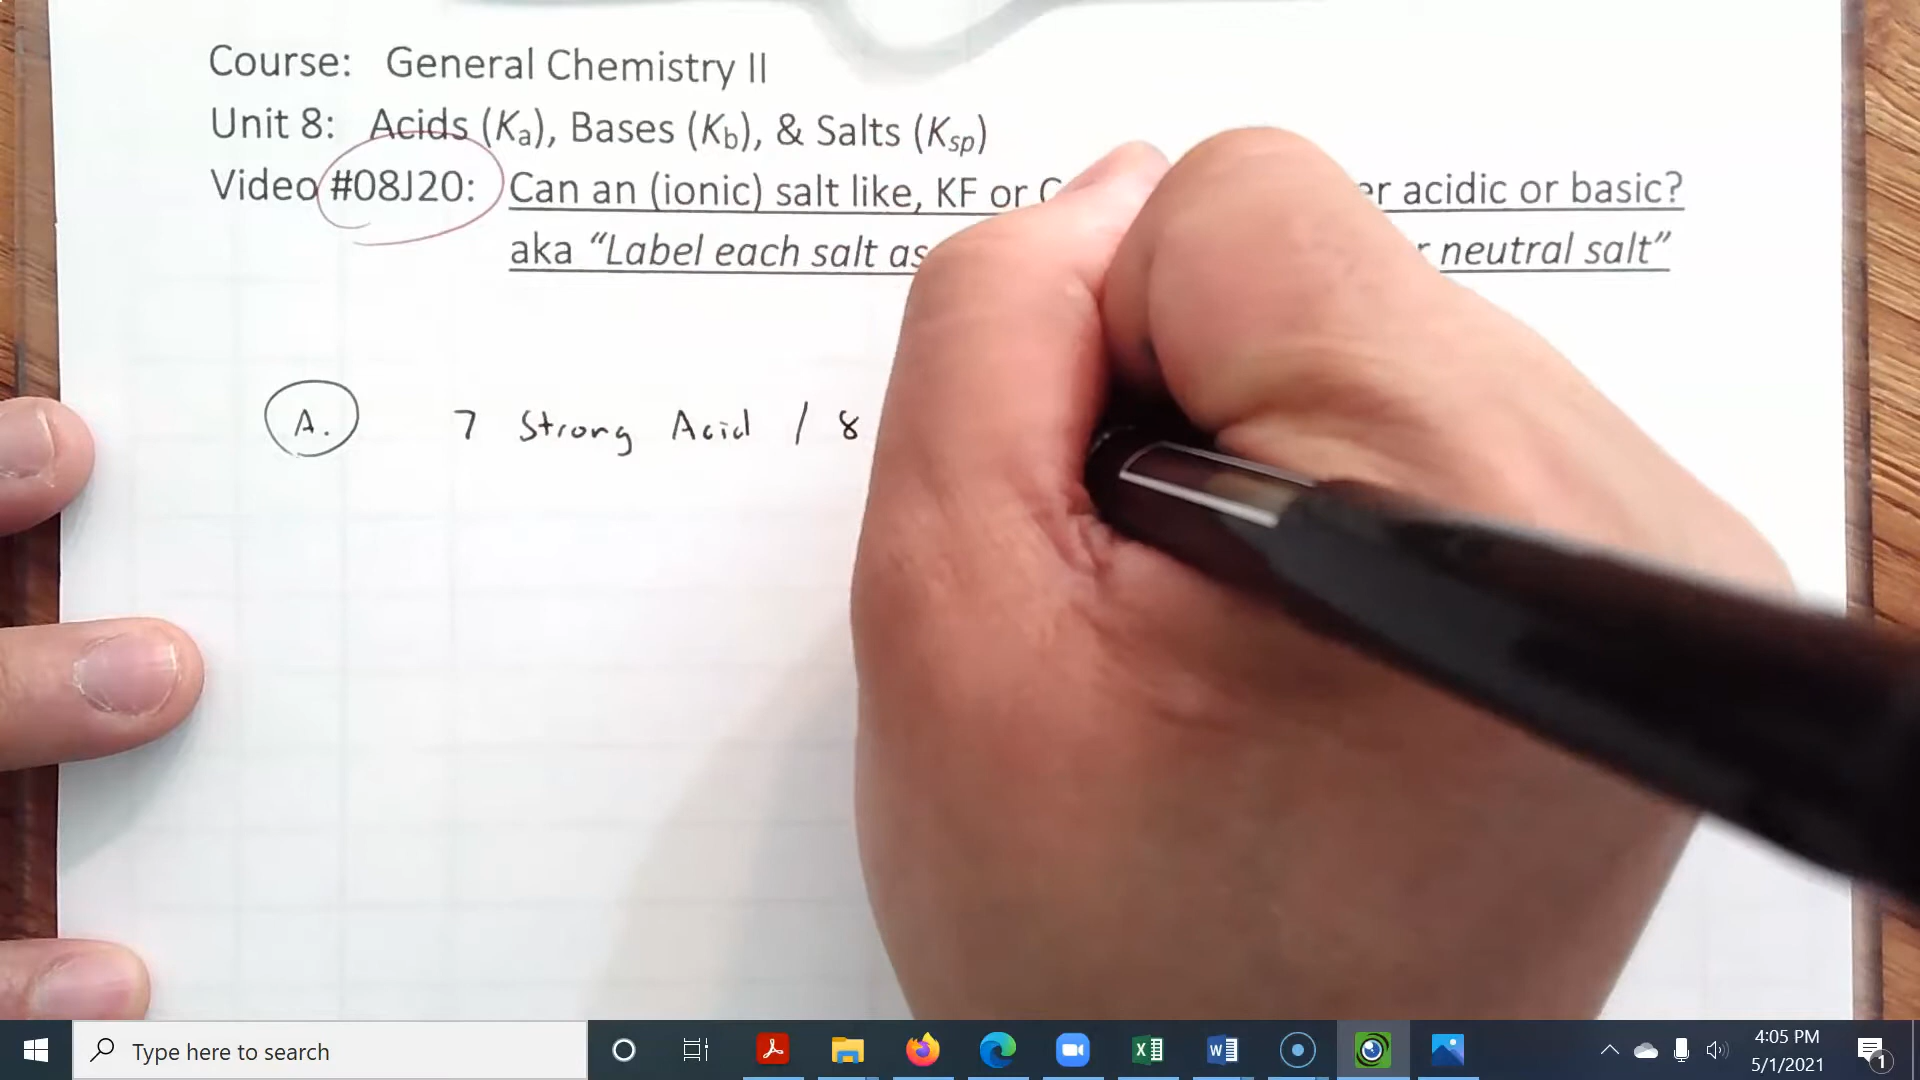 Course: General Chemistry II
Unit 8: Acids (Ka), Bases (Kb), & Salts (Ksp)
Video #08J20: Can an (ionic) salt like, KF or acidic or basic?
aka “Label each salt as neutral salt”
A. 7 Strong Acid / 8
Type here to search
4:05 PM
5/1/2021
1